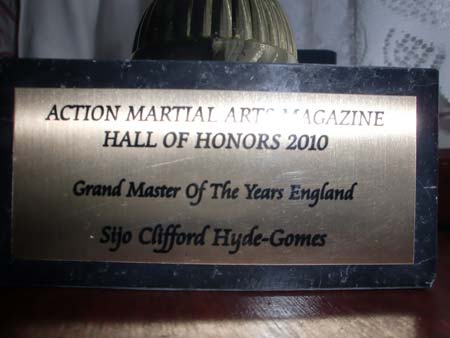 ACTION MARTIAL ARTS MAGAZINE
HALL OF HONORS 2010
Grand Master Of The Years England
Sijo Clifford Hyde-Gomes